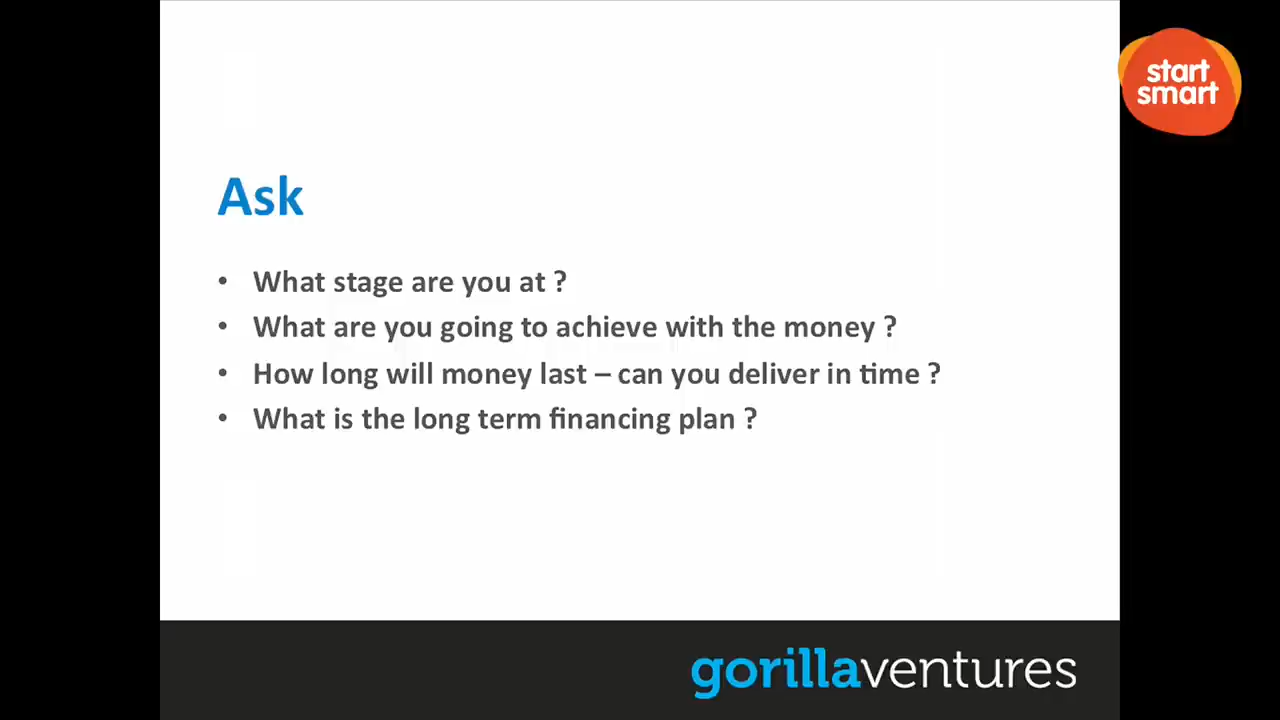 start
smart
Ask
• What stage are you at ?
• What are you going to achieve with the money ?
• How long will money last – can you deliver in time ?
• What is the long term financing plan ?
gorillaventures